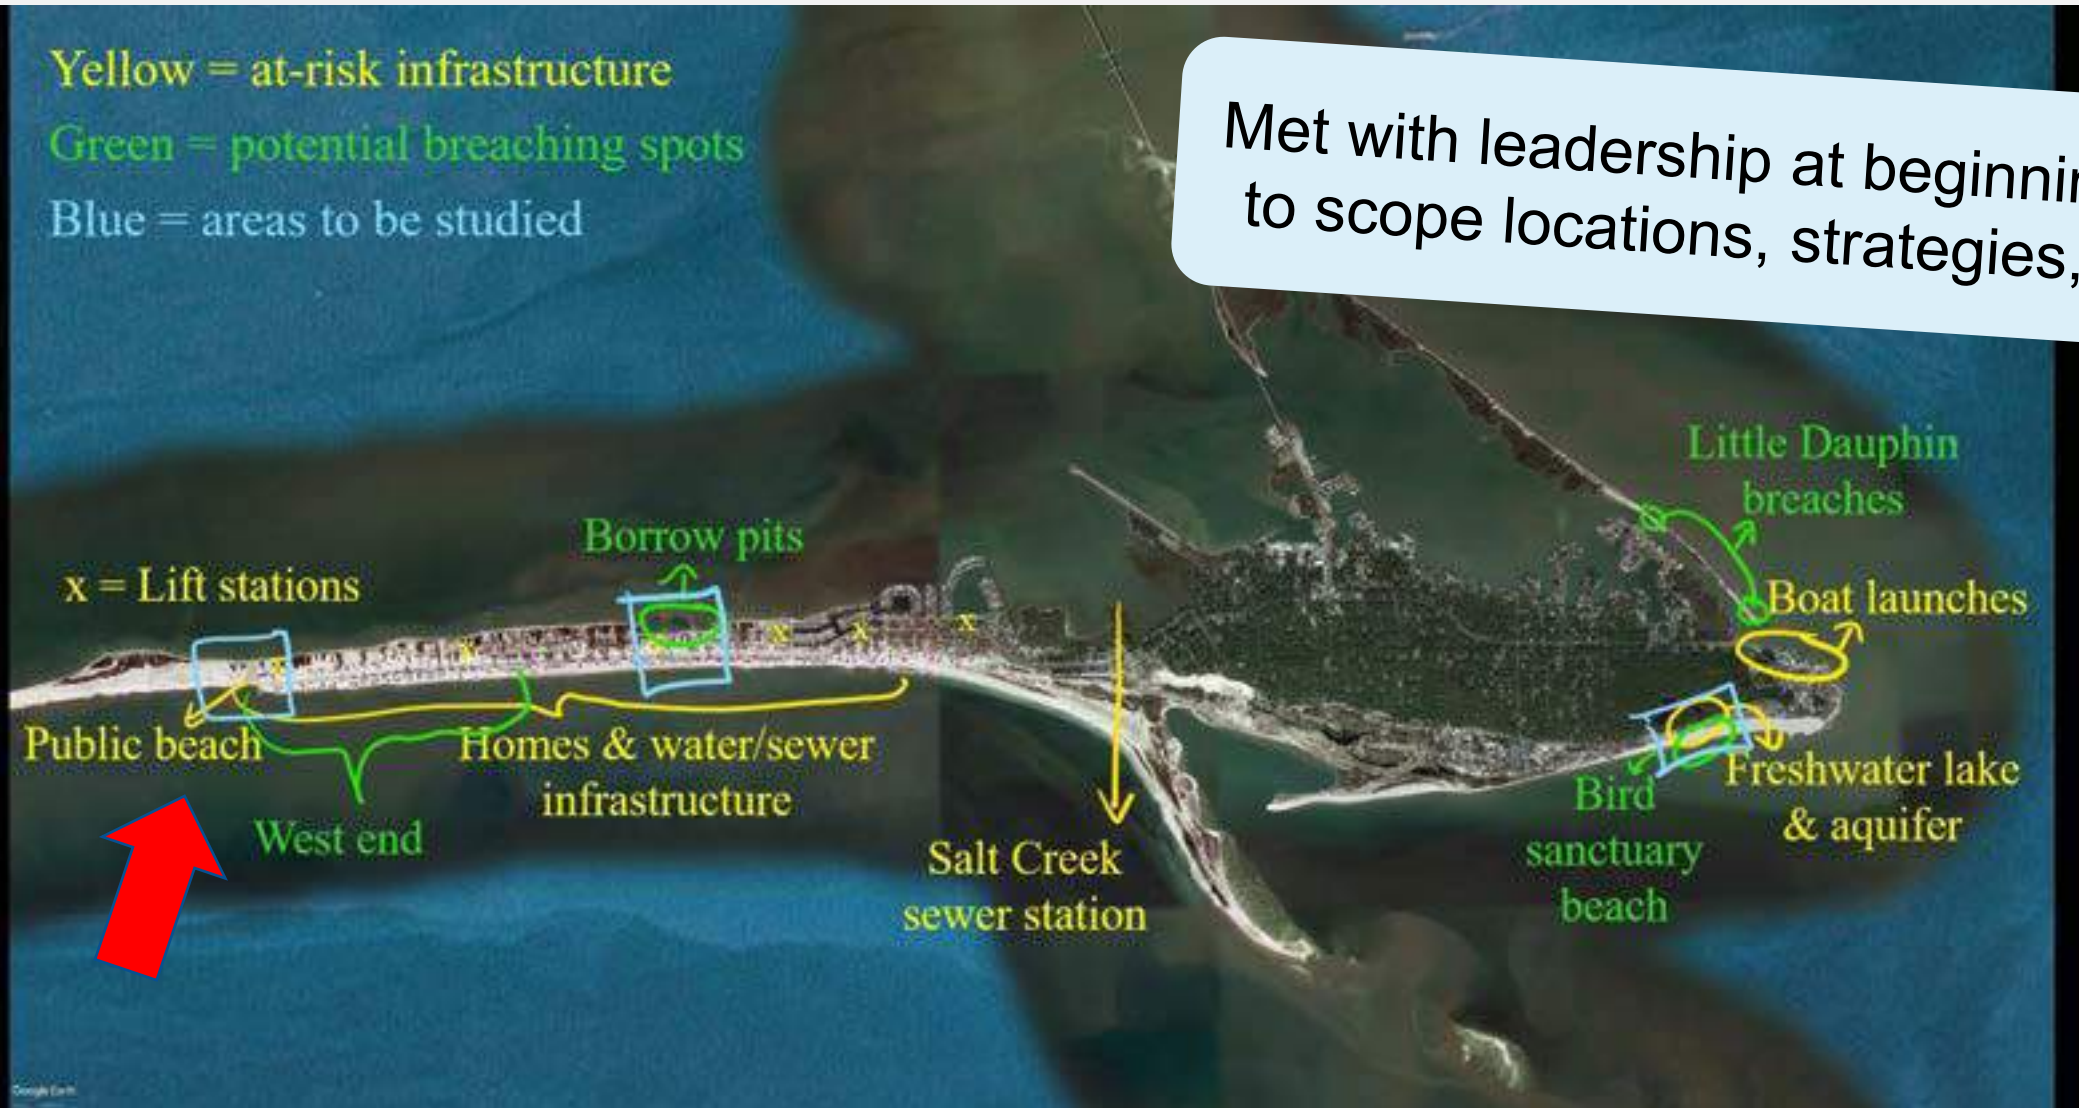 Yellow = at-risk infrastructure
Green = potential breaching spots
Blue = areas to be studied
Met with leadership at
to scope locations, strategies,
Little Dauphin
breaches
Borrow pits
x = Lift stations
Boat launches
x
x
x
x
x
Public beach
Homes & water/sewer
infrastructure
West end
Freshwater lake
& aquifer
Bird
sanctuary
beach
Salt Creek
sewer station
Google Earth